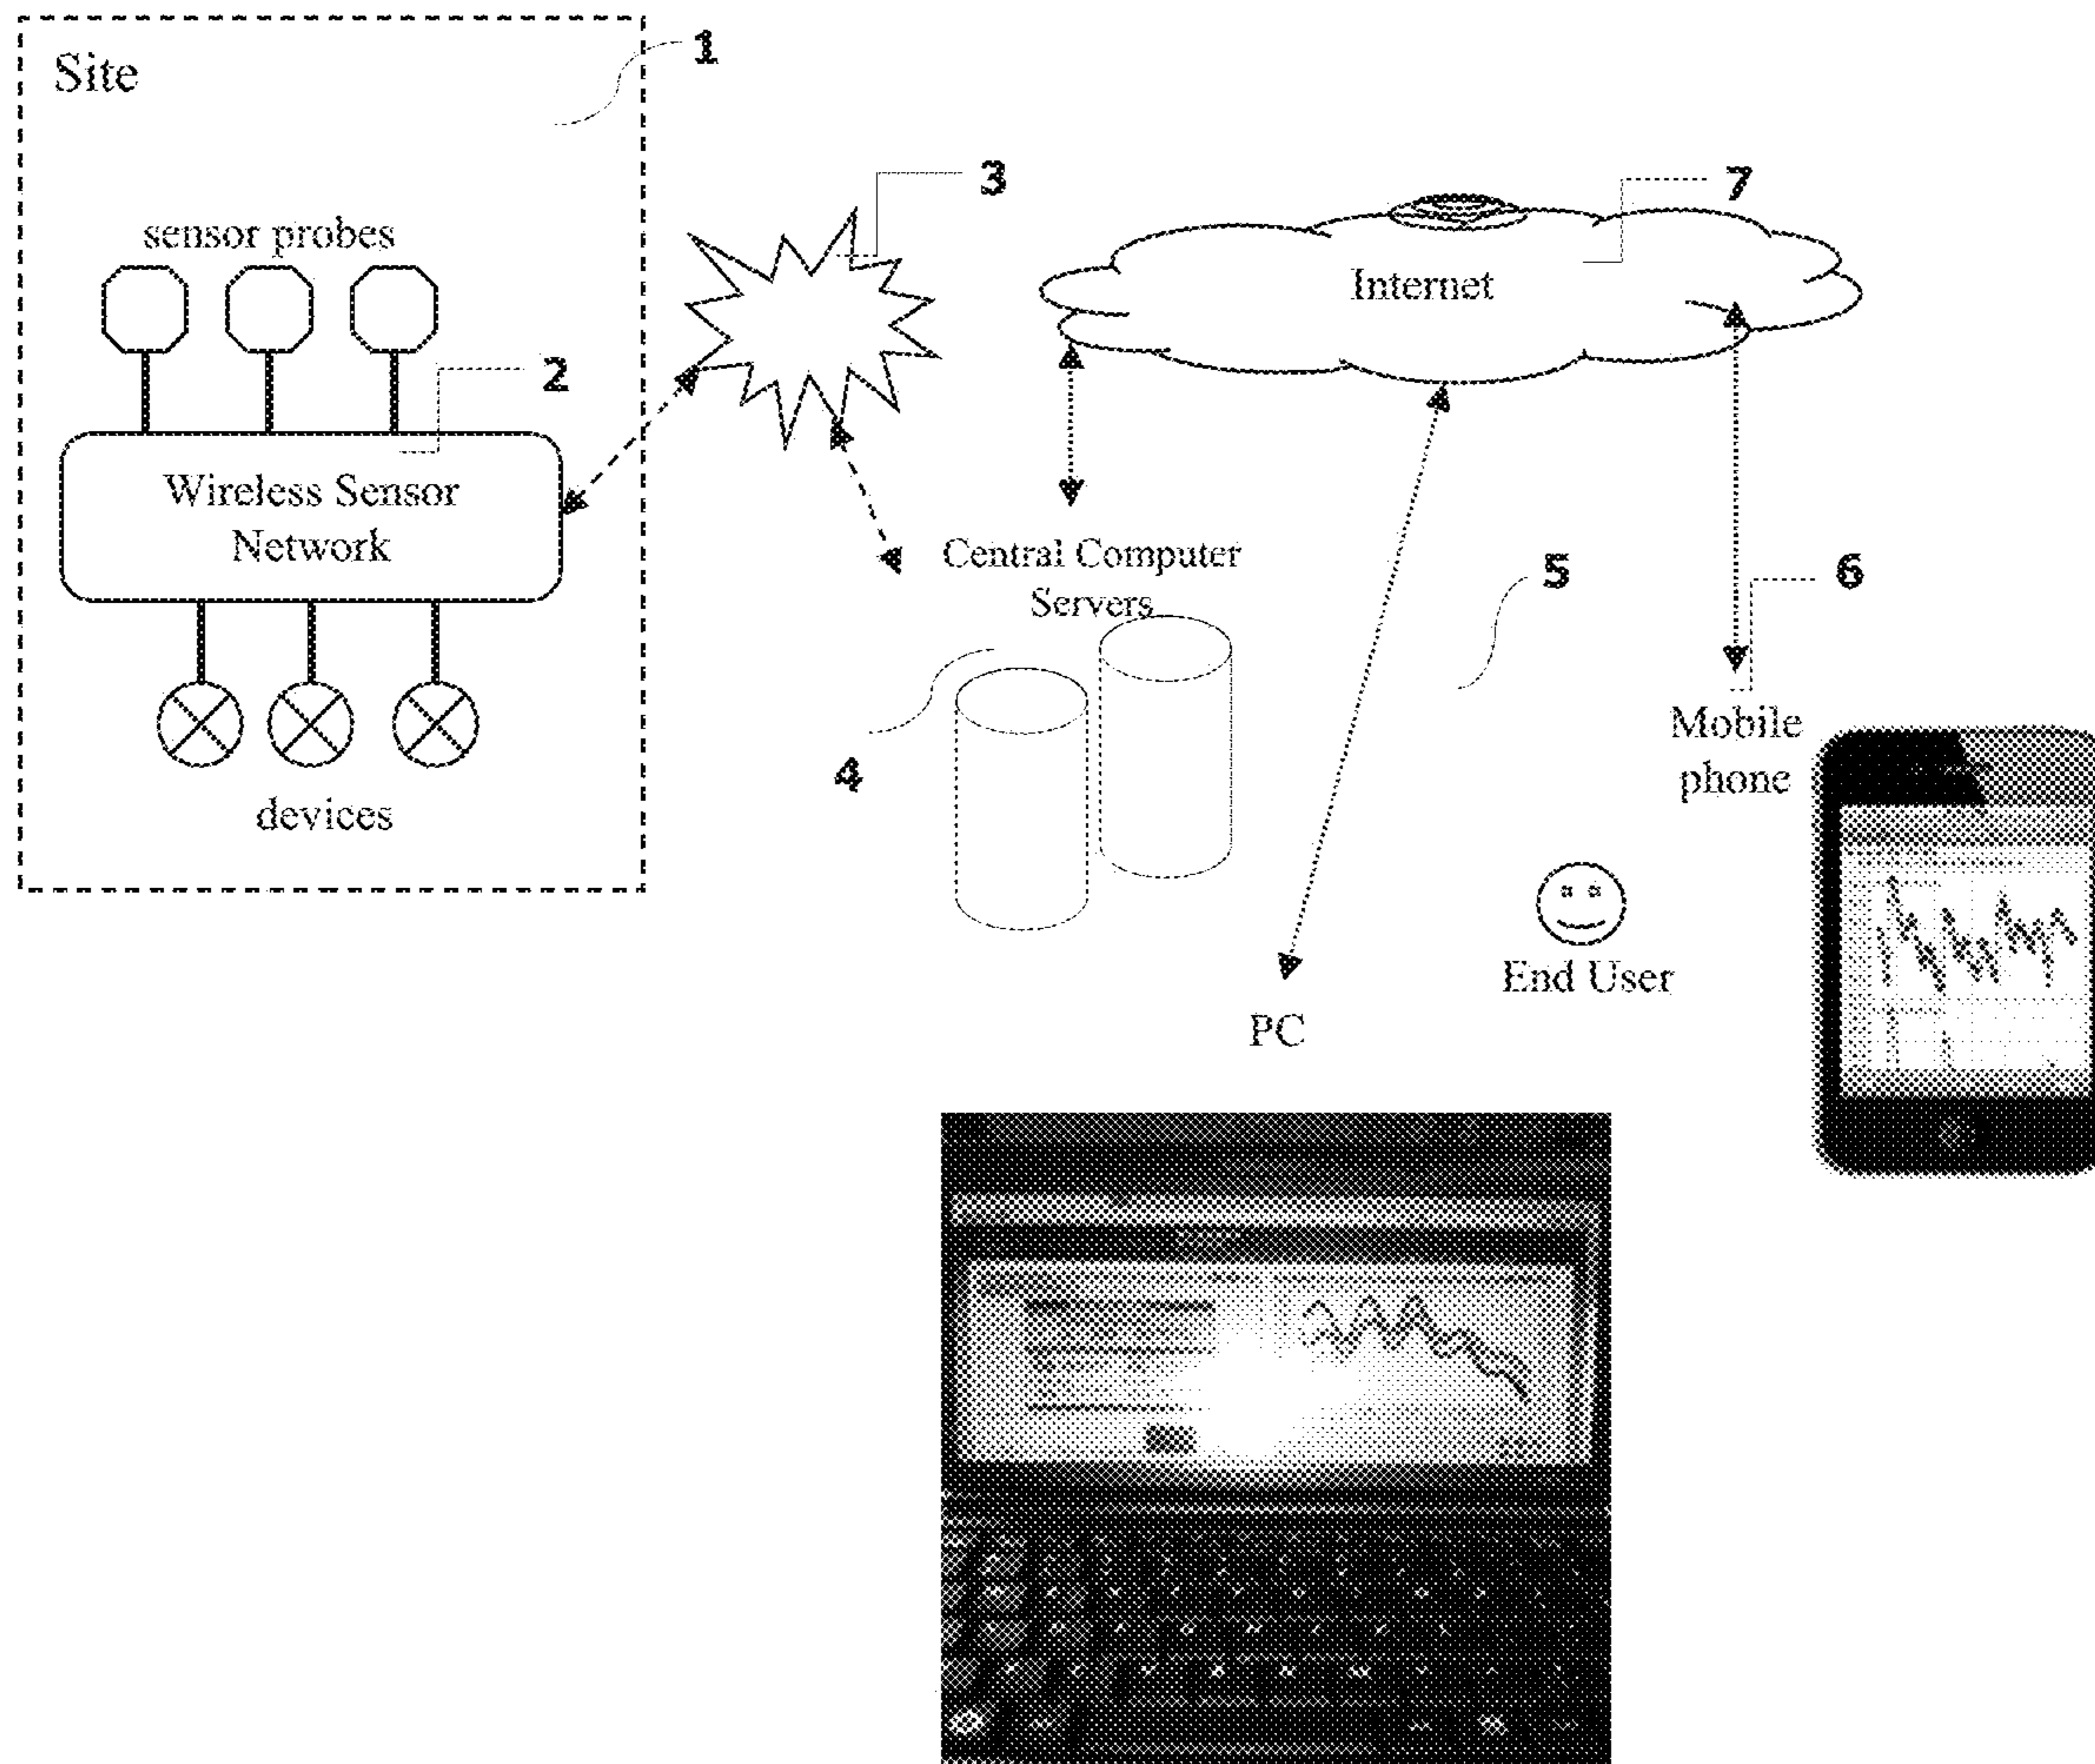 Site
1
sensor probes
2
Wireless Sensor
Network
devices
3
7
Internet
Central Computer
Servers
4
5
6
Mobile
phone
End User
PC